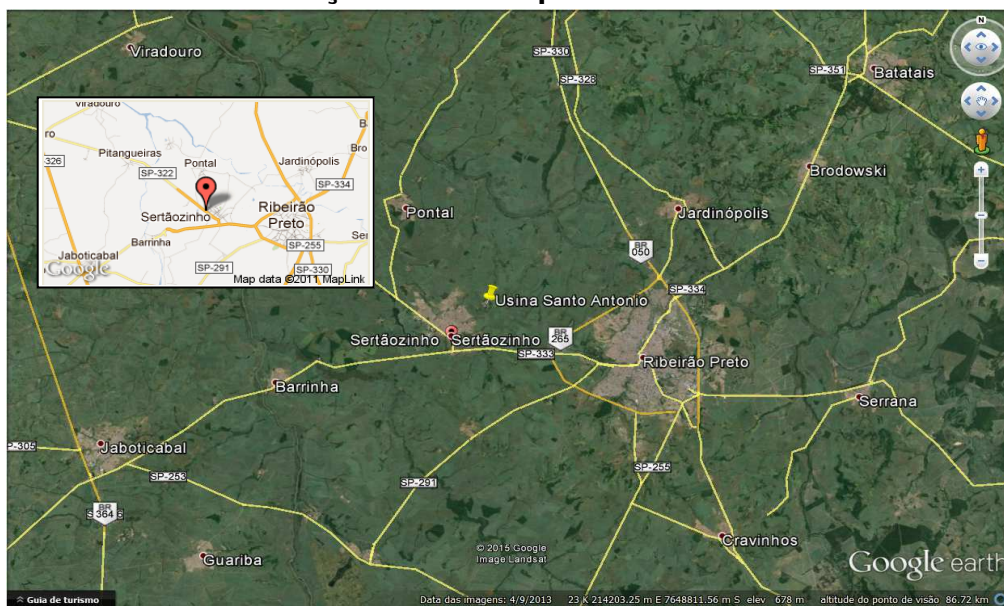 N
Viradouro
SP-330
SP-328
SP-351
Batatais
Viradouro
Pitangueiras
Pontal
Jardinópolis
326
SP-322
SP-334
Sertãozinho
Ribeirão
Preto
Barrinha
SP-255
Jaboticabal
SP-291
SP-330
Google
Map data ©2011 MapLink
Brodowski
Pontal
Jardinópolis
BR
050
SP-334
Usina Santo Antonio
Sertãozinho
Sertãozinho
BR
265
SP-333
Ribeirão Preto
Barrinha
Serrana
P-305
Jaboticabal
SP-253
SP-291
SP-255
BR
364
Cravinhos
Guariba
© 2015 Google
Image Landsat
Google earth
Guia de turismo
Data das imagens: 4/9/2013 23 K 214203.25 m E 7648811.56 m S elev 678 m altitude do ponto de visão 86.72 km